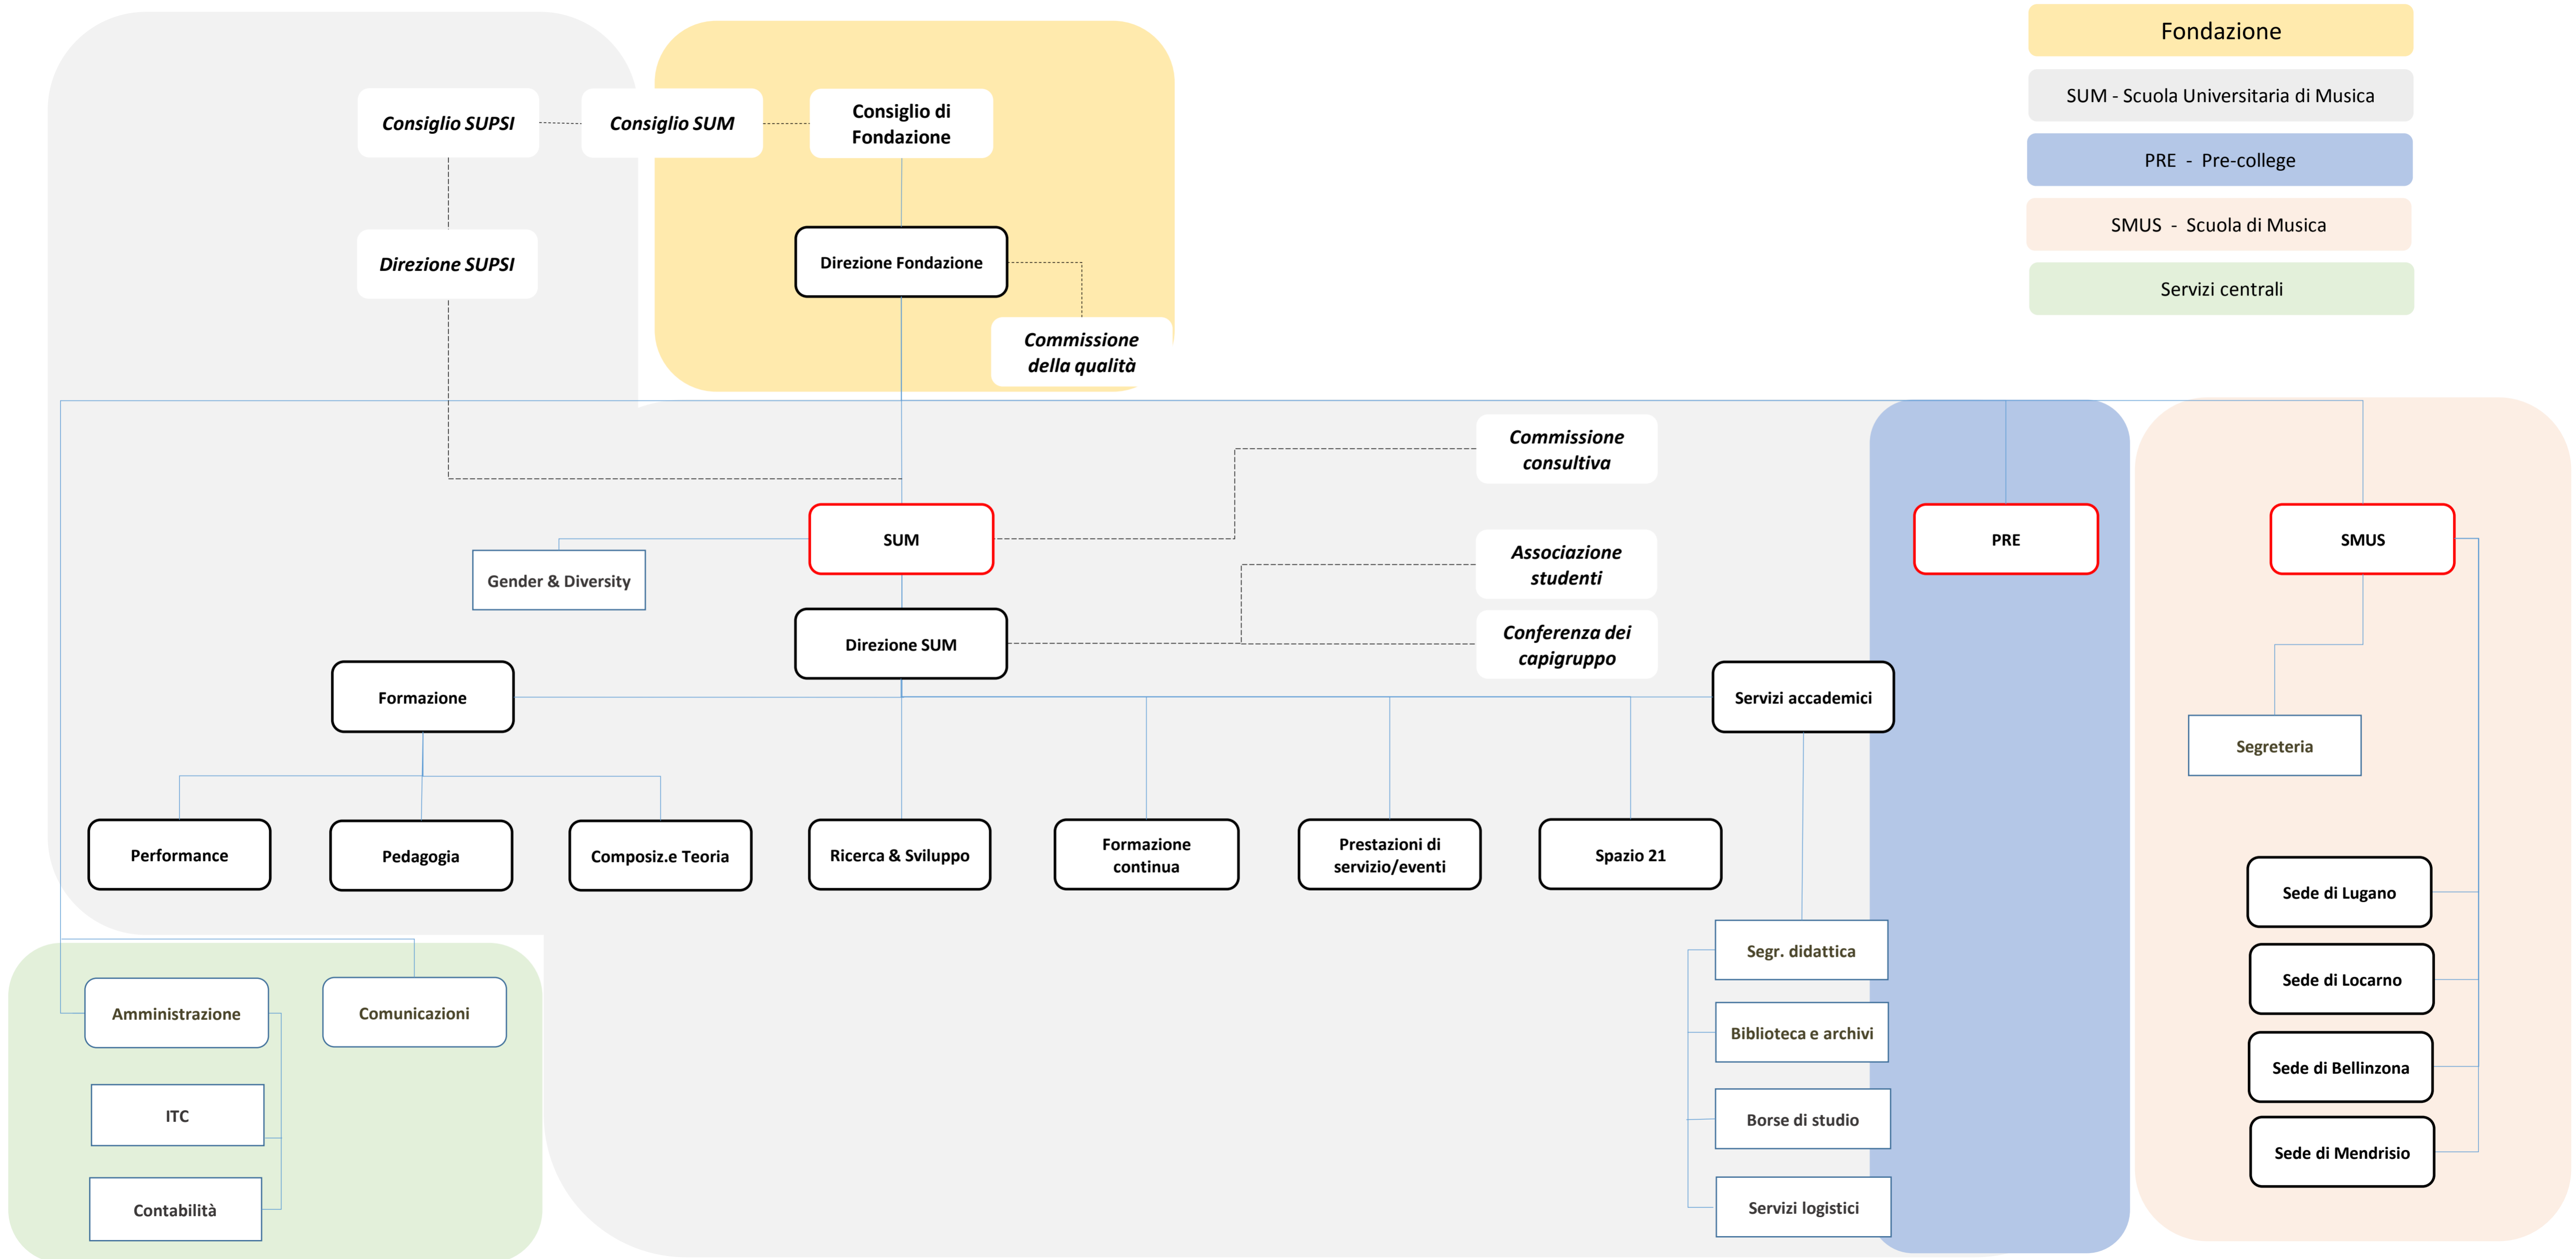 Fondazione
SUM - Scuola Universitaria di Musica
PRE - Pre-college
SMUS - Scuola di Musica
Servizi centrali
Consiglio SUPSI
Consiglio SUM
Consiglio di
Fondazione
Direzione SUPSI
Direzione Fondazione
Commissione
della qualità
Commissione
consultiva
SUM
PRE
SMUS
Gender & Diversity
Associazione
studenti
Direzione SUM
Conferenza dei
capigruppo
Formazione
Servizi accademici
Segreteria
Performance
Pedagogia
Composiz.e Teoria
Ricerca & Sviluppo
Formazione
continua
Prestazioni di
servizio/eventi
Spazio 21
Sede di Lugano
Segr. didattica
Sede di Locarno
Amministrazione
Comunicazioni
Biblioteca e archivi
Sede di Bellinzona
ITC
Borse di studio
Sede di Mendrisio
Contabilità
Servizi logistici